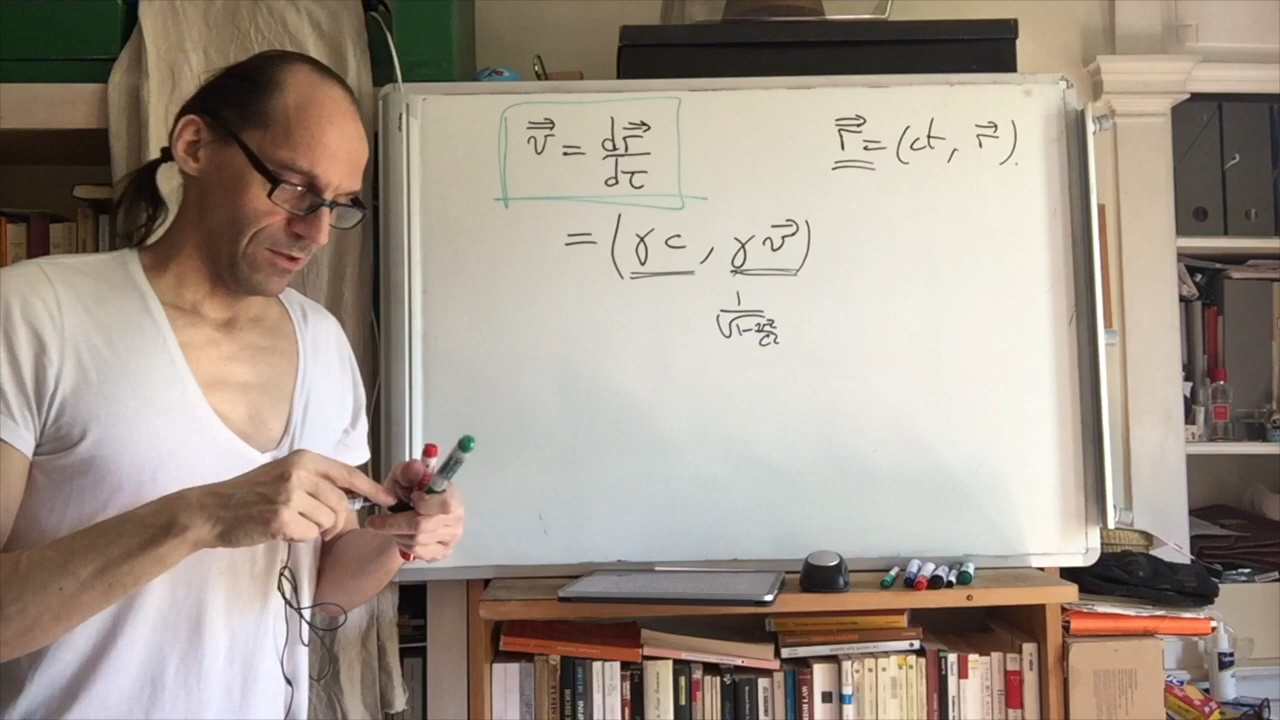 v⃗⃗ = dr⃗⃗/dτ
r⃗⃗ = (ct, r⃗).
= (γc, γv⃗)
1/√(1-v²/c²)